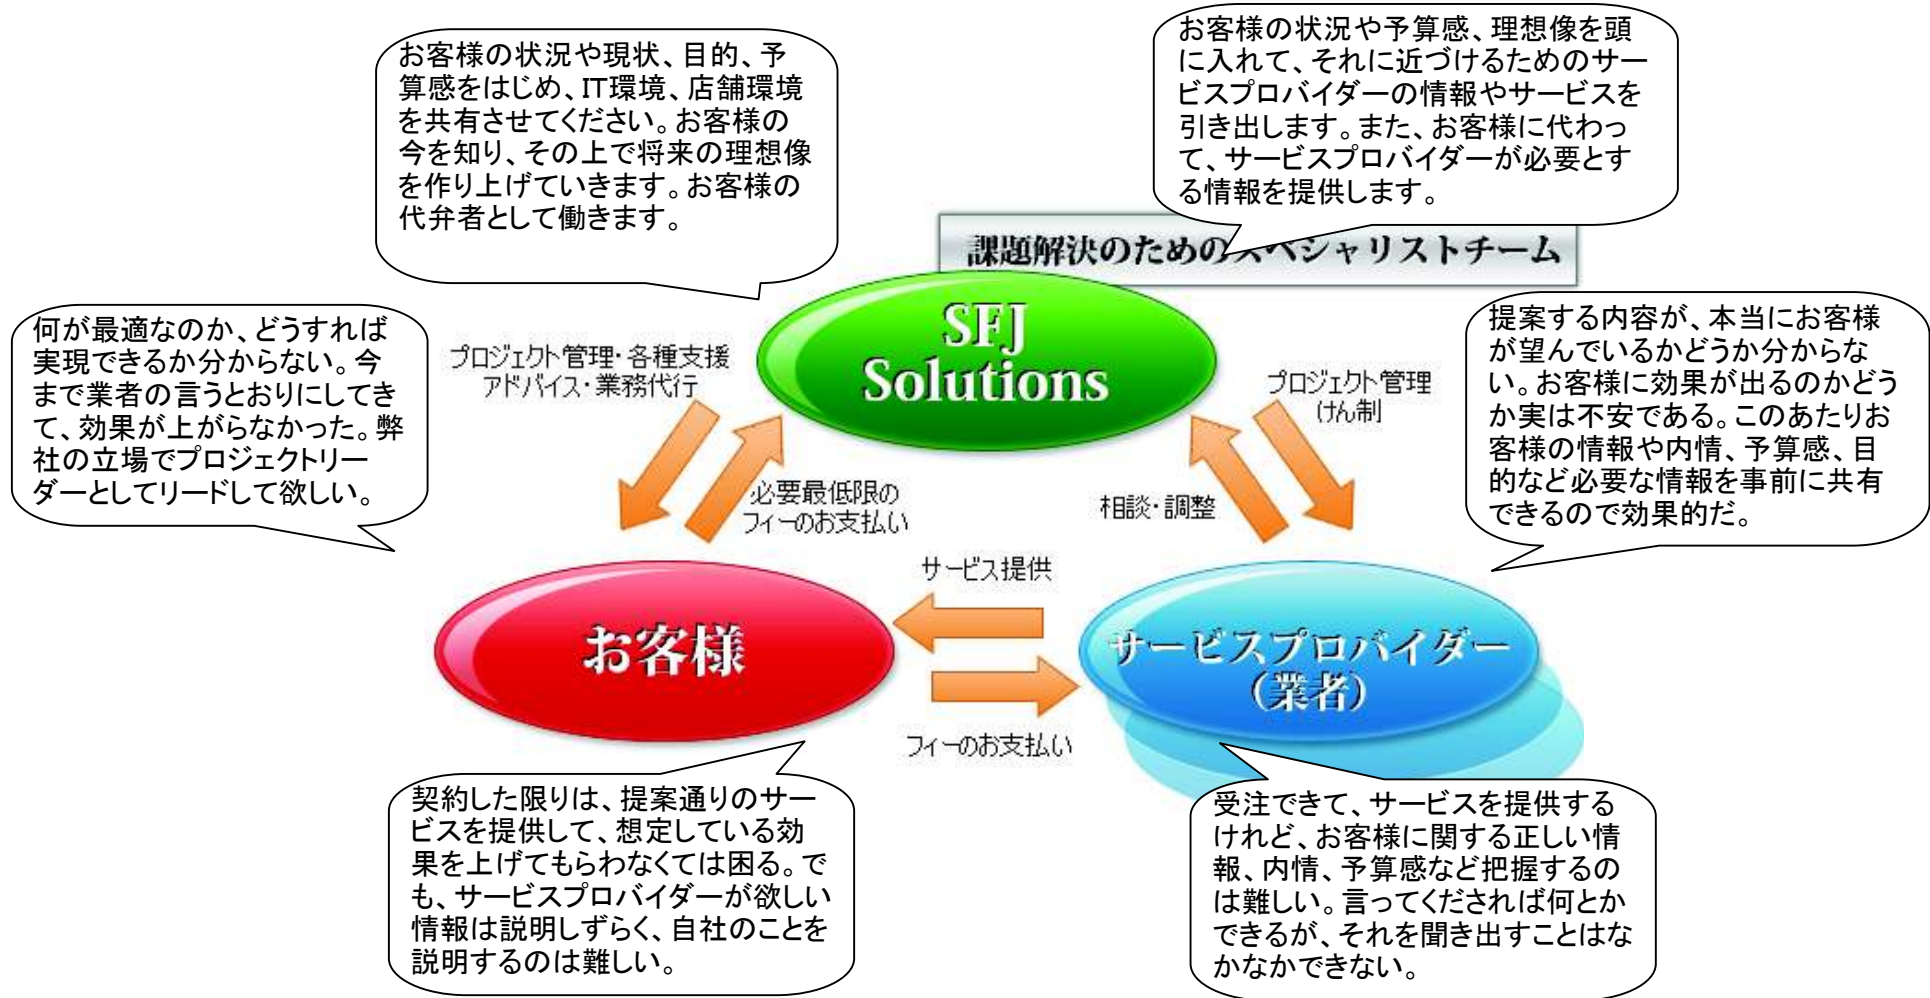 お客様の状況や現状、目的、予
算感をはじめ、IT環境、店舗環境
を共有させてください。お客様の
今を知り、その上で将来の理想像
を作り上げていきます。お客様の
代弁者として働きます。
お客様の状況や予算感、理想像を頭
に入れて、それに近づけるためのサー
ビスプロバイダーの情報やサービスを
引き出します。また、お客様に代わっ
て、サービスプロバイダーが必要とす
る情報を提供します。
課題解決のためのスペシャリストチーム
SFJ
Solutions
何が最適なのか、どうすれば
実現できるか分からない。今
まで業者の言うとおりにしてき
て、効果が上がらなかった。弊
社の立場でプロジェクトリー
ダーとしてリードして欲しい。
プロジェクト管理・各種支援
アドバイス・業務代行
プロジェクト管理
けん制
提案する内容が、本当にお客様
が望んでいるかどうか分からな
い。お客様に効果が出るのかどう
か実は不安である。このあたりお
客様の情報や内情、予算感、目
的など必要な情報を事前に共有
できるので効果的だ。
必要最低限の
フィーのお支払い
相談・調整
サービス提供
お客様
サービスプロバイダー
（業者）
フィーのお支払い
契約した限りは、提案通りのサー
ビスを提供して、想定している効
果を上げてもらわなくては困る。で
も、サービスプロバイダーが欲しい
情報は説明しずらく、自社のことを
説明するのは難しい。
受注できて、サービスを提供する
けれど、お客様に関する正しい情
報、内情、予算感など把握するの
は難しい。言ってくだされば何とか
できるが、それを聞き出すことはな
かなかできない。